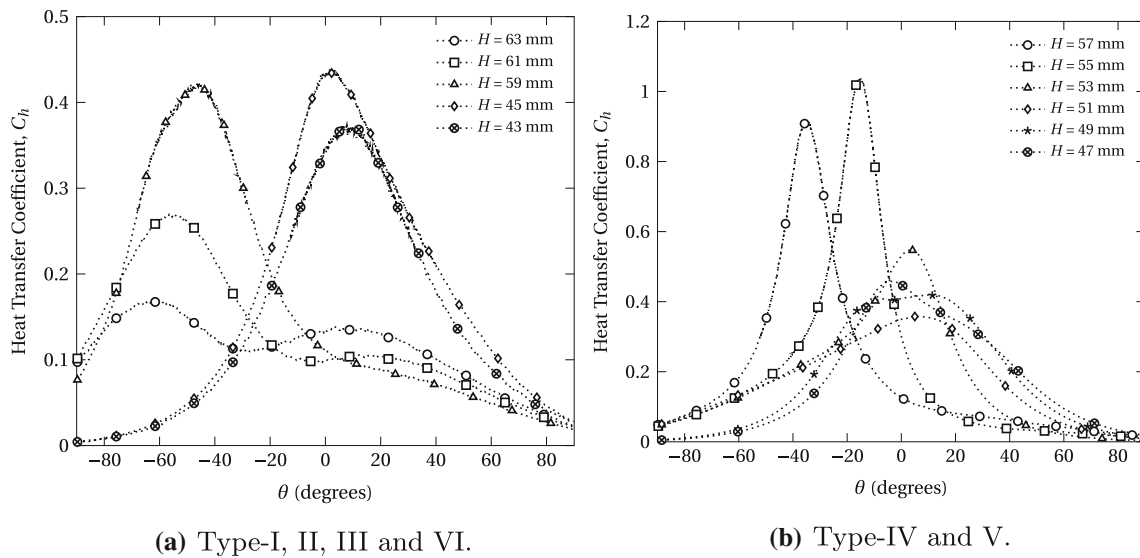 0.5
0.4
0.3
0.2
0.1
0
Heat Transfer Coefficient, C_h
H = 63 mm
H = 61 mm
H = 59 mm
H = 45 mm
H = 43 mm
−80 −60 −40 −20 0 20 40 60 80
θ (degrees)
(a) Type-I, II, III and VI.
1.2
1
0.8
0.6
0.4
0.2
0
Heat Transfer Coefficient, C_h
H = 57 mm
H = 55 mm
H = 53 mm
H = 51 mm
H = 49 mm
H = 47 mm
−80 −60 −40 −20 0 20 40 60 80
θ (degrees)
(b) Type-IV and V.